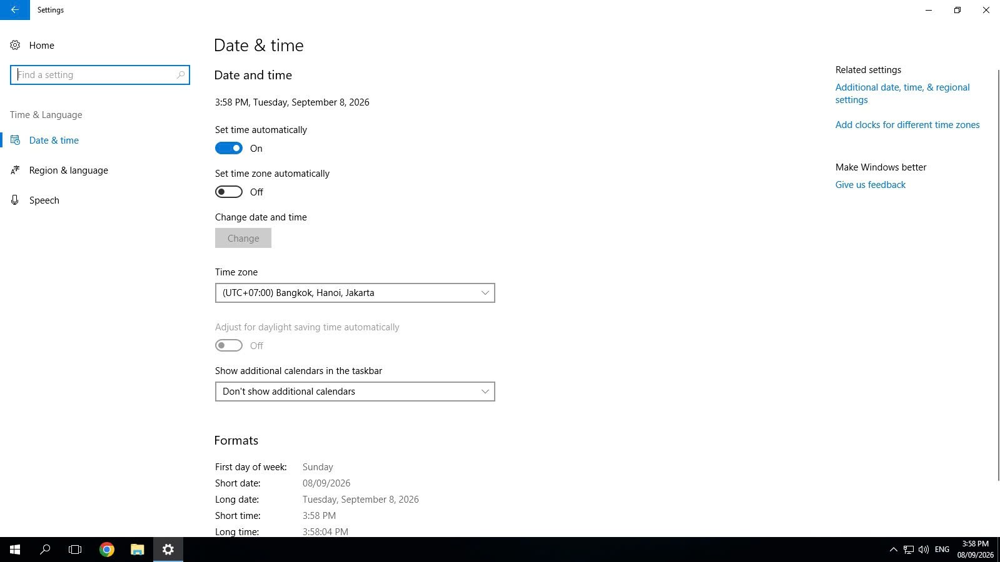 Settings
Home
Find a setting
Time & Language
Date & time
Region & language
Speech
Date & time
Date and time
3:58 PM, Tuesday, September 8, 2026
Set time automatically
On
Set time zone automatically
Off
Change date and time
Change
Time zone
(UTC+07:00) Bangkok, Hanoi, Jakarta
Adjust for daylight saving time automatically
Off
Show additional calendars in the taskbar
Don't show additional calendars
Formats
First day of week: Sunday
Short date: 08/09/2026
Long date: Tuesday, September 8, 2026
Short time: 3:58 PM
Long time: 3:58:04 PM
Related settings
Additional date, time, & regional
settings
Add clocks for different time zones
Make Windows better
Give us feedback
ENG
3:58 PM
08/09/2026